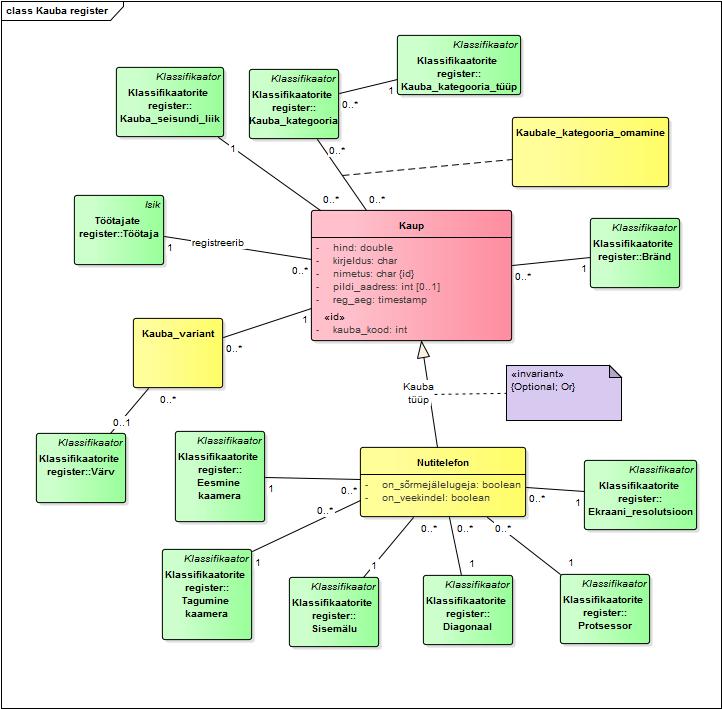 class Kauba register
Klassifikaator
Klassifikaatorite
register::
Kauba_kategooria_tüüp
Klassifikaator
Klassifikaatorite
register::
Kauba_seisundi_liik
Klassifikaator
Klassifikaatorite
register::
Kauba_kategooria
0..*
1
Kaubale_kategooria_omamine
1
0..*
0..*
0..*
Isik
Töötajate
register::Töötaja
1
registreerib
0..*
Kaup
- hind: double
- kirjeldus: char
- nimetus: char {id}
- pildi_aadress: int [0..1]
- reg_aeg: timestamp
«id»
- kauba_kood: int
Klassifikaator
Klassifikaatorite
register::Bränd
0..*
1
Kauba_variant
1
0..*
0..*
0..1
Klassifikaator
Klassifikaatorite
register::Värv
Kauba
tüüp
«invariant»
{Optional; Or}
Klassifikaator
Klassifikaatorite
register::
Eesmine
kaamera
1
0..*
Nutitelefon
- on_sõrmejälelugeja: boolean
- on_veekindel: boolean
0..*
1
Klassifikaator
Klassifikaatorite
register::
Ekraani_resolutsioon
0..*
0..*
0..*
0..*
Klassifikaator
Klassifikaatorite
register::
Tagumine
kaamera
1
1
1
1
Klassifikaator
Klassifikaatorite
register::
Sisemälu
Klassifikaator
Klassifikaatorite
register::
Diagonaal
Klassifikaator
Klassifikaatorite
register::
Protsessor